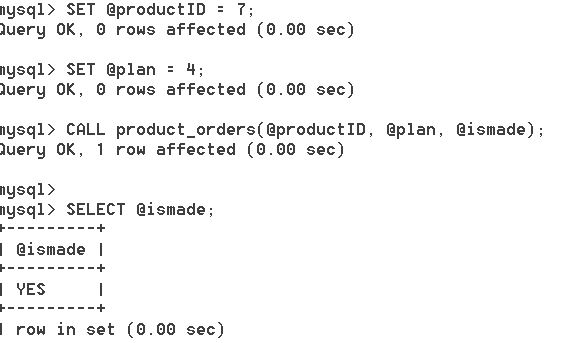 mysql> SET @productID = 7;
Query OK, 0 rows affected (0.00 sec)
mysql> SET @plan = 4;
Query OK, 0 rows affected (0.00 sec)
mysql> CALL product_orders(@productID, @plan, @ismade);
Query OK, 1 row affected (0.00 sec)
mysql>
mysql> SELECT @ismade;
+---------+
| @ismade |
+---------+
| YES     |
+---------+
1 row in set (0.00 sec)